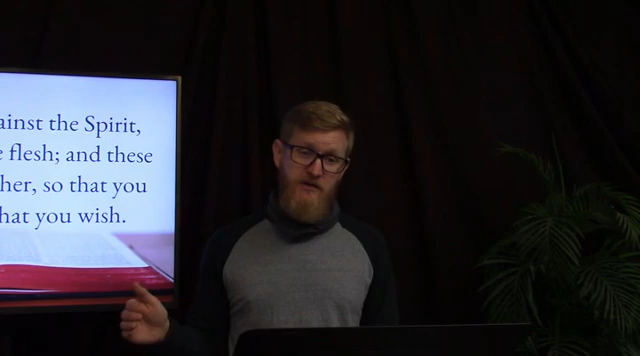 ainst the Spirit,
e flesh; and these
her, so that you
hat you wish.